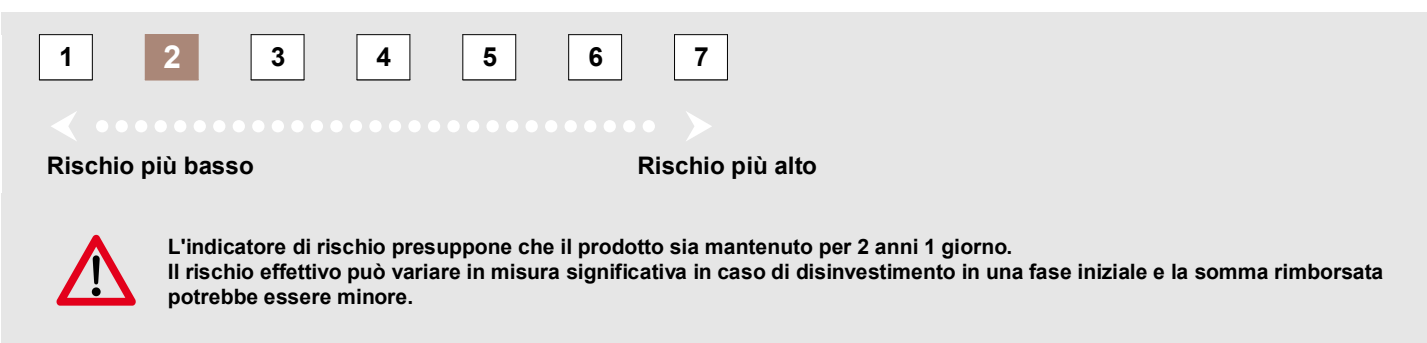 1 2 3 4 5 6 7
Rischio più basso Rischio più alto
L'indicatore di rischio presuppone che il prodotto sia mantenuto per 2 anni 1 giorno.
Il rischio effettivo può variare in misura significativa in caso di disinvestimento in una fase iniziale e la somma rimborsata
potrebbe essere minore.